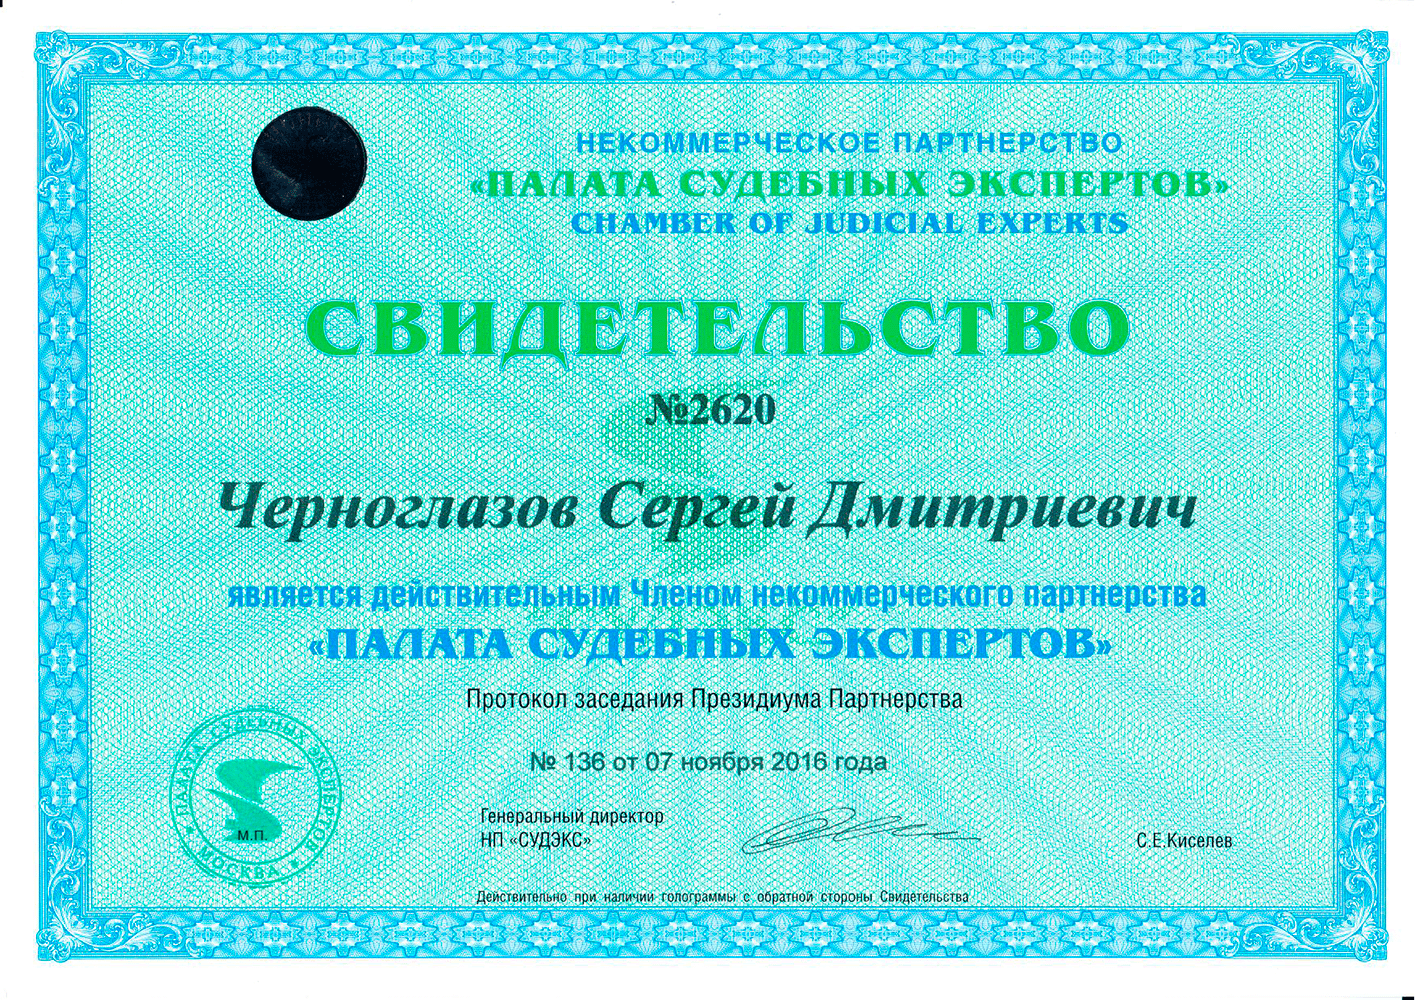 НЕКОММЕРЧЕСКОЕ ПАРТНЕРСТВО
«ПАЛАТА СУДЕБНЫХ ЭКСПЕРТОВ»
CHAMBER OF JUDICIAL EXPERTS
СВИДЕТЕЛЬСТВО
№2620
Черноглазов Сергей Дмитриевич
является действительным Членом некоммерческого партнерства
«ПАЛАТА СУДЕБНЫХ ЭКСПЕРТОВ»
Протокол заседания Президиума Партнерства
№ 136 от 07 ноября 2016 года
ПАЛАТА СУДЕБНЫХ ЭКСПЕРТОВ
МОСКВА
М.П.
Генеральный директор
НП «СУДЭКС»
С.Е.Киселев
Действительно при наличии голограммы с обратной стороны Свидетельства